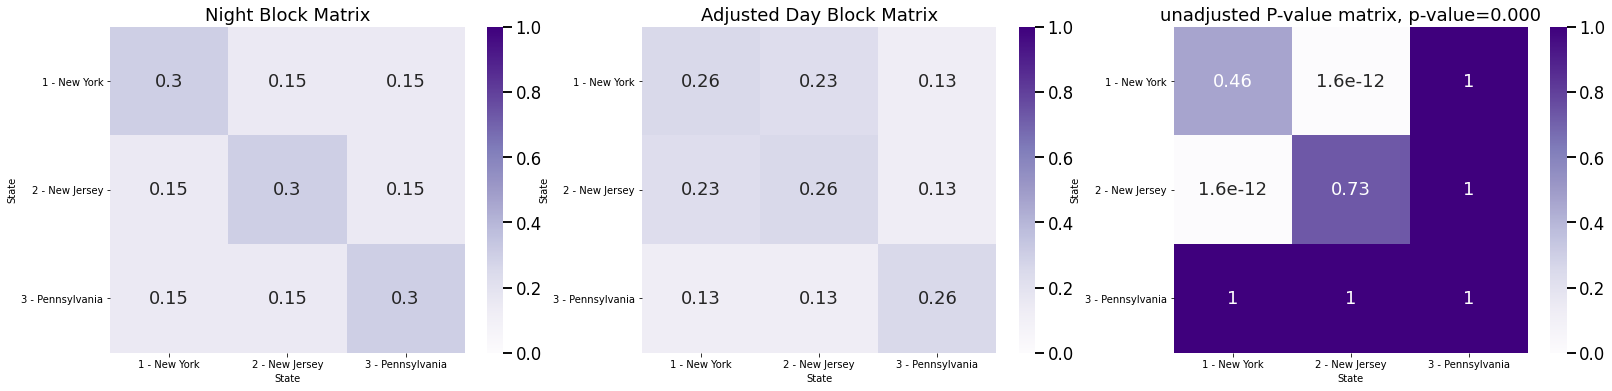 Night Block Matrix
1 - New York
2 - New Jersey
3 - Pennsylvania
State
0.3 0.15 0.15
0.15 0.3 0.15
0.15 0.15 0.3
1 - New York 2 - New Jersey 3 - Pennsylvania
State
1.0
0.8
0.6
0.4
0.2
0.0
Adjusted Day Block Matrix
1 - New York
2 - New Jersey
3 - Pennsylvania
State
0.26 0.23 0.13
0.23 0.26 0.13
0.13 0.13 0.26
1 - New York 2 - New Jersey 3 - Pennsylvania
State
1.0
0.8
0.6
0.4
0.2
0.0
unadjusted P-value matrix, p-value=0.000
1 - New York
2 - New Jersey
3 - Pennsylvania
State
0.46 1.6e-12 1
1.6e-12 0.73 1
1 1 1
1 - New York 2 - New Jersey 3 - Pennsylvania
State
1.0
0.8
0.6
0.4
0.2
0.0